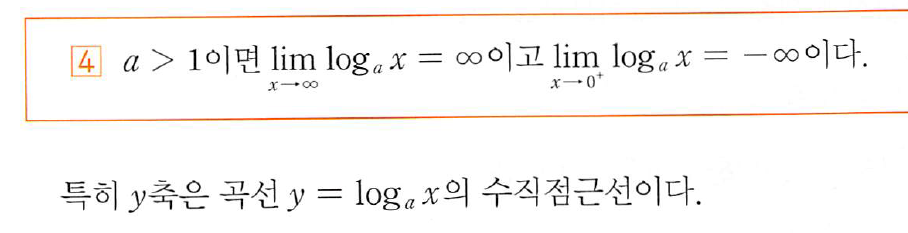 4 a > 1이면 lim_{x→∞} log_a x = ∞이고 lim_{x→0⁺} log_a x = −∞이다.
특히 y축은 곡선 y = log_a x의 수직점근선이다.